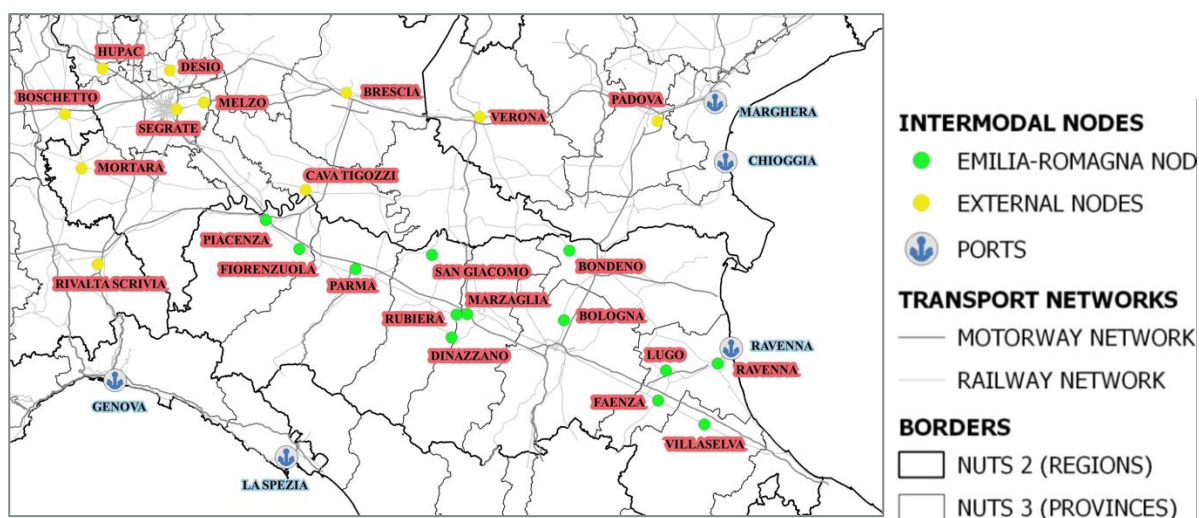 HUPAC
DESIO
BOSCHETTO
MELZO
BRESCIA
PADOVA
SEGRATE
VERONA
MARGHERA
MORTARA
CHIOGGIA
CAVA TIGOZZI
PIACENZA
FIORENZUOLA
SAN GIACOMO
BONDENO
RIVALTA SCRIVIA
PARMA
MARZAGLIA
RUBIERA
BOLOGNA
DINAZZANO
LUGO
RAVENNA
RAVENNA
GENOVA
FAENZA
VILLASELVA
LA SPEZIA
INTERMODAL NODES
EMILIA-ROMAGNA NOD
EXTERNAL NODES
PORTS
TRANSPORT NETWORKS
MOTORWAY NETWORK
RAILWAY NETWORK
BORDERS
NUTS 2 (REGIONS)
NUTS 3 (PROVINCES)